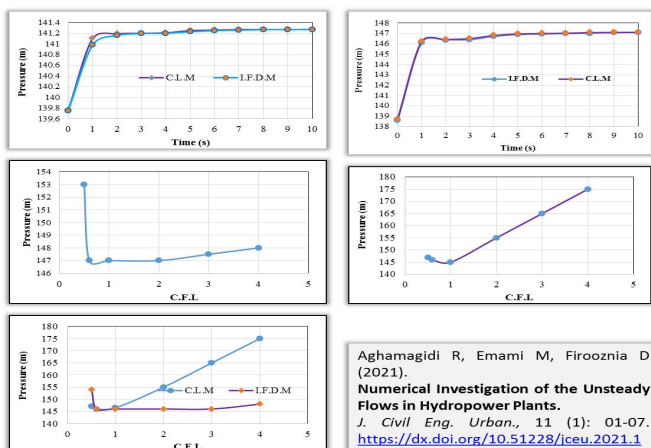 141.4
141.2
141
140.8
140.6
140.4
140.2
140
139.8
139.6
Pressure (m)
C.L.M
I.F.D.M
0 1 2 3 4 5 6 7 8 9 10
Time (s)
148
147
146
145
144
143
142
141
140
139
138
Pressure (m)
I.F.D.M
C.L.M
0 1 2 3 4 5 6 7 8 9 10
Time (s)
154
153
152
151
150
149
148
147
146
Pressure (m)
0 1 2 3 4 5
C.F.L
180
175
170
165
160
155
150
145
140
Pressure (m)
0 1 2 3 4 5
C.F.L
180
175
170
165
160
155
150
145
140
Pressure (m)
C.L.M
I.F.D.M
0 1 2 3 4 5
C.F.L
Aghamagidi R, Emami M, Firooznia D
(2021).
Numerical Investigation of the Unsteady
Flows in Hydropower Plants.
J. Civil Eng. Urban., 11 (1): 01-07.
https://dx.doi.org/10.51228/jceu.2021.1